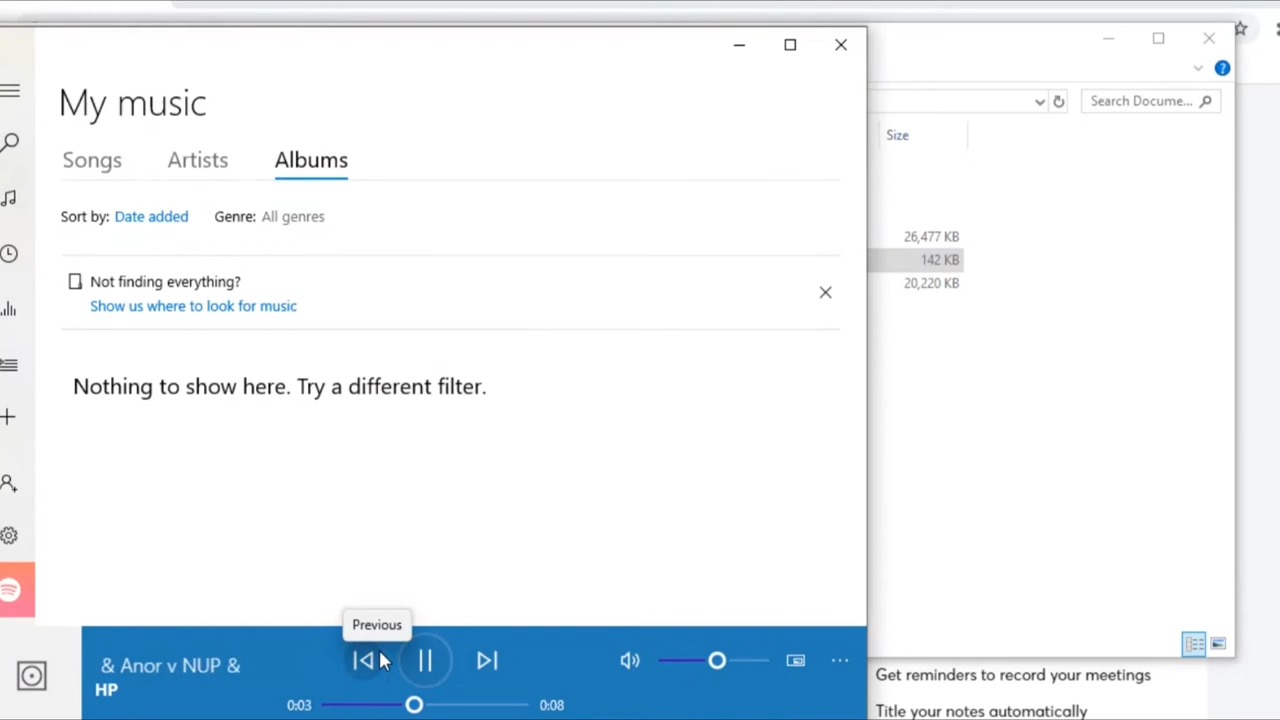 My music
Songs Artists Albums
Sort by: Date added Genre: All genres
Not finding everything?
Show us where to look for music
Nothing to show here. Try a different filter.
Previous
& Anor v NUP &
HP
0:03
0:08
Search Docume...
Size
26,477 KB
142 KB
20,220 KB
Get reminders to record your meetings
Title your notes automatically